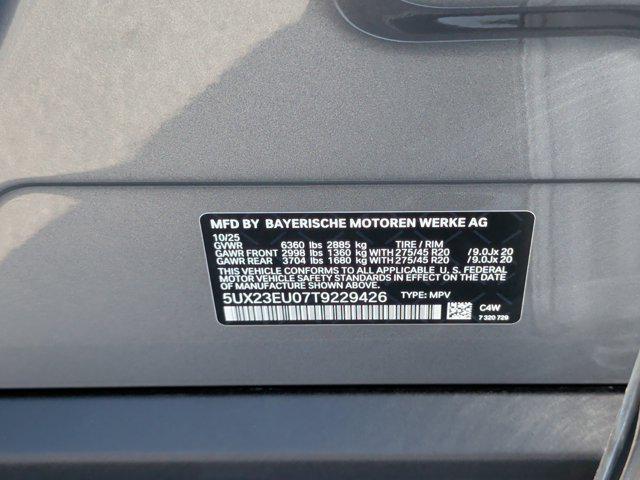 MFD BY BAYERISCHE MOTOREN WERKE AG
10/25
GVWR 6360 lbs 2885 kg TIRE / RIM
GAWR FRONT 2998 lbs 1360 kg WITH 275/45 R20 / 9.0Jx 20
GAWR REAR 3704 lbs 1680 kg WITH 275/45 R20 / 9.0Jx 20
THIS VEHICLE CONFORMS TO ALL APPLICABLE U. S. FEDERAL
MOTOR VEHICLE SAFETY STANDARDS IN EFFECT ON THE DATE
OF MANUFACTURE SHOWN ABOVE.
5UX23EU07T9229426 TYPE: MPV
C4W
7 320 729